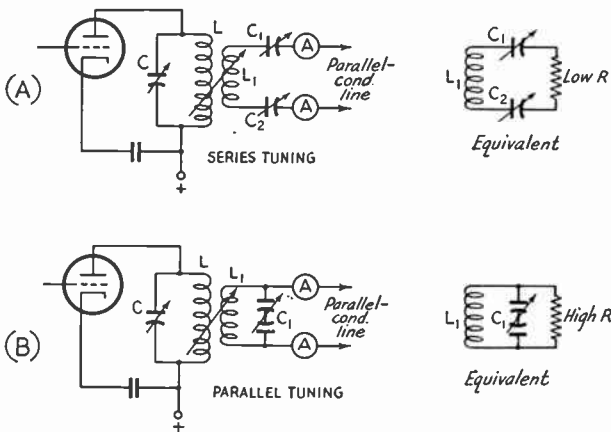 (A)
C
L
L1
C1
A
Parallel-
cond.
line
C2
A
+
SERIES TUNING
L1
C1
C2
Low R
Equivalent
(B)
C
L
L1
C1
A
Parallel-
cond.
line
A
+
PARALLEL TUNING
L1
C1
High R
Equivalent